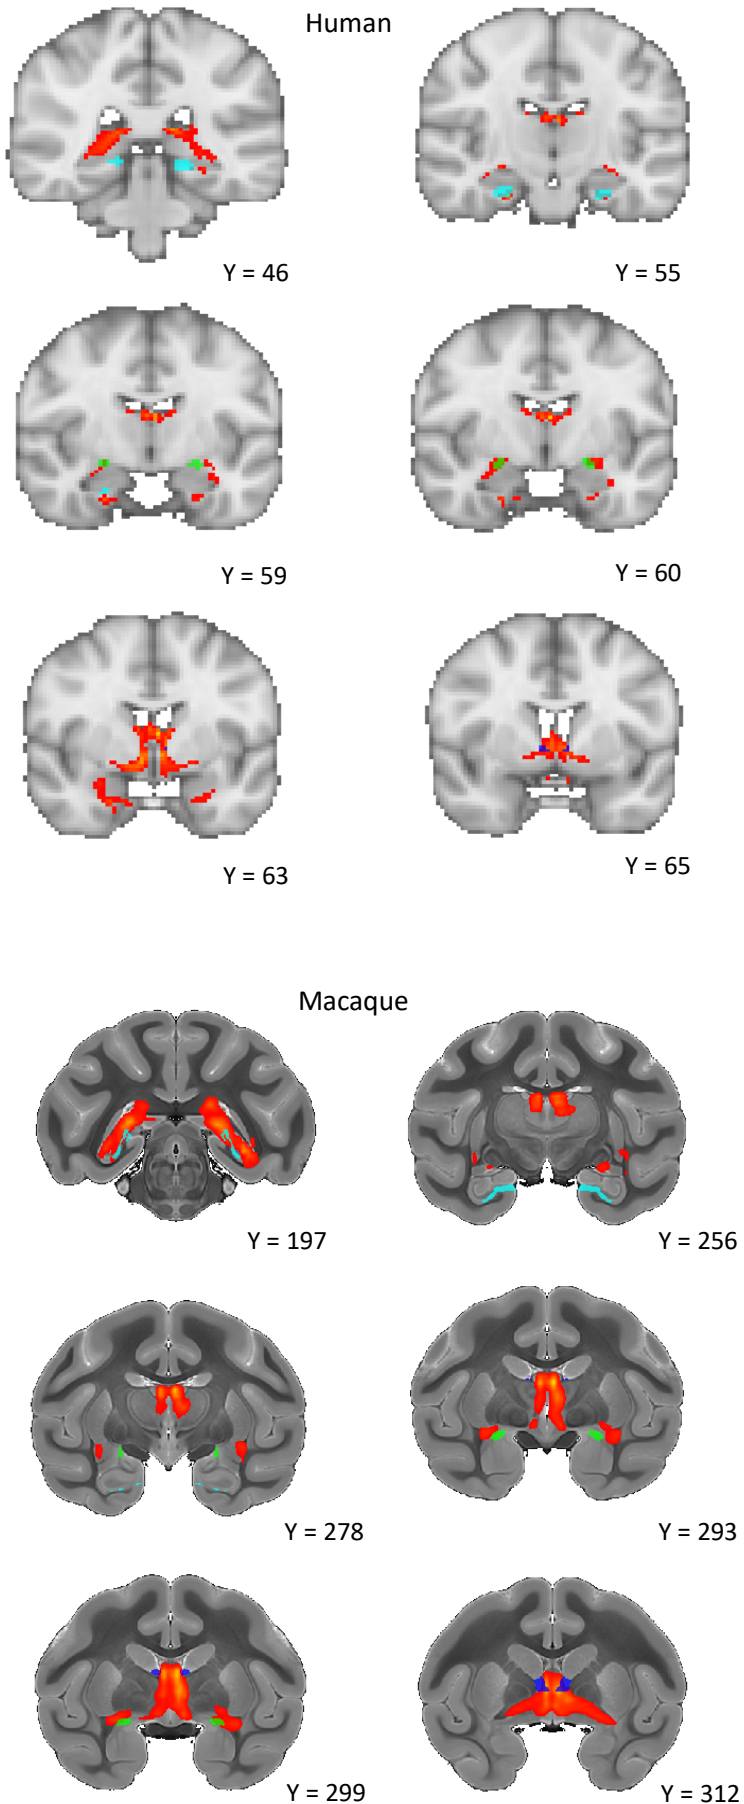 Human
Y = 46
Y = 55
Y = 59
Y = 60
Y = 63
Y = 65
Macaque
Y = 197
Y = 256
Y = 278
Y = 293
Y = 299
Y = 312